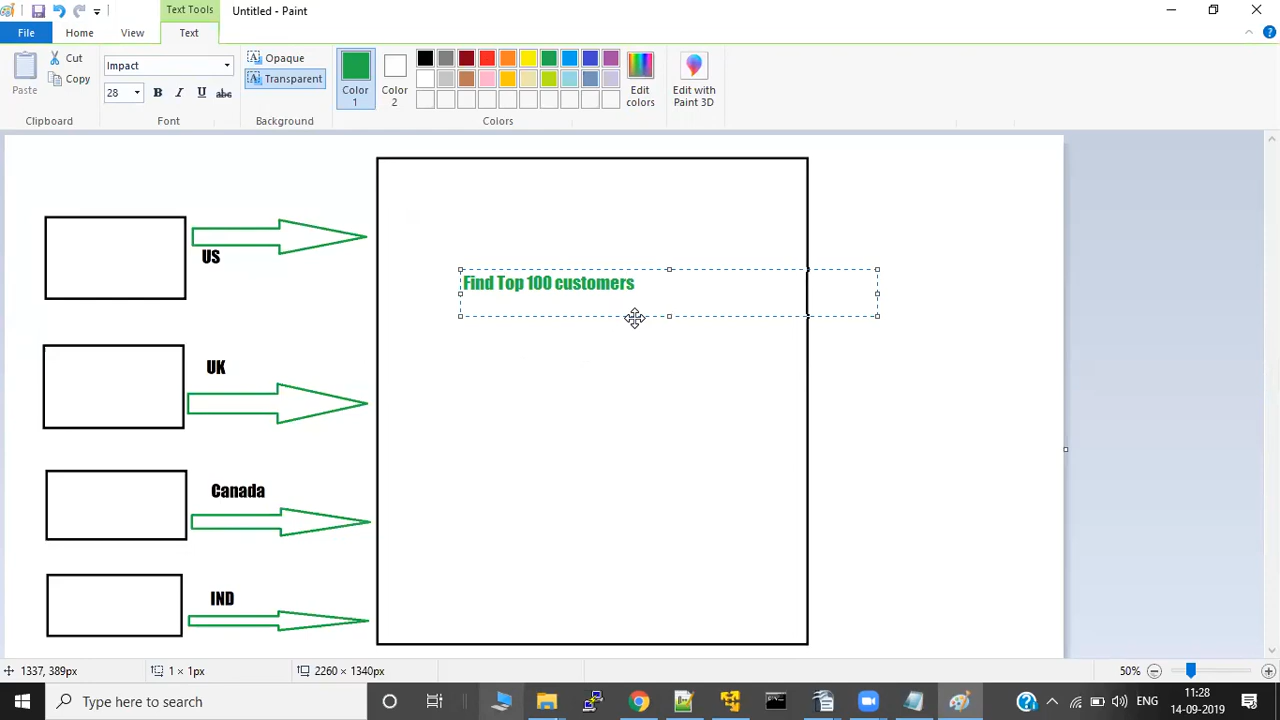 Text Tools
Untitled - Paint
File
Home
View
Text
Paste
Cut
Copy
Clipboard
Impact
28
B I U abc
Font
Opaque
Transparent
Background
Color 1
Color 2
Edit colors
Colors
Edit with Paint 3D
US
Find Top 100 customers
UK
Canada
IND
1337, 389px
1 × 1px
2260 × 1340px
50%
Type here to search
ENG
11:28
14-09-2019